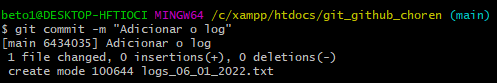 beto1@DESKTOP-HFTIOCI MINGW64 /c/xampp/htdocs/git_github_choren (main)
$ git commit -m "Adicionar o log"
[main 6434035] Adicionar o log
 1 file changed, 0 insertions(+), 0 deletions(-)
 create mode 100644 logs_06_01_2022.txt